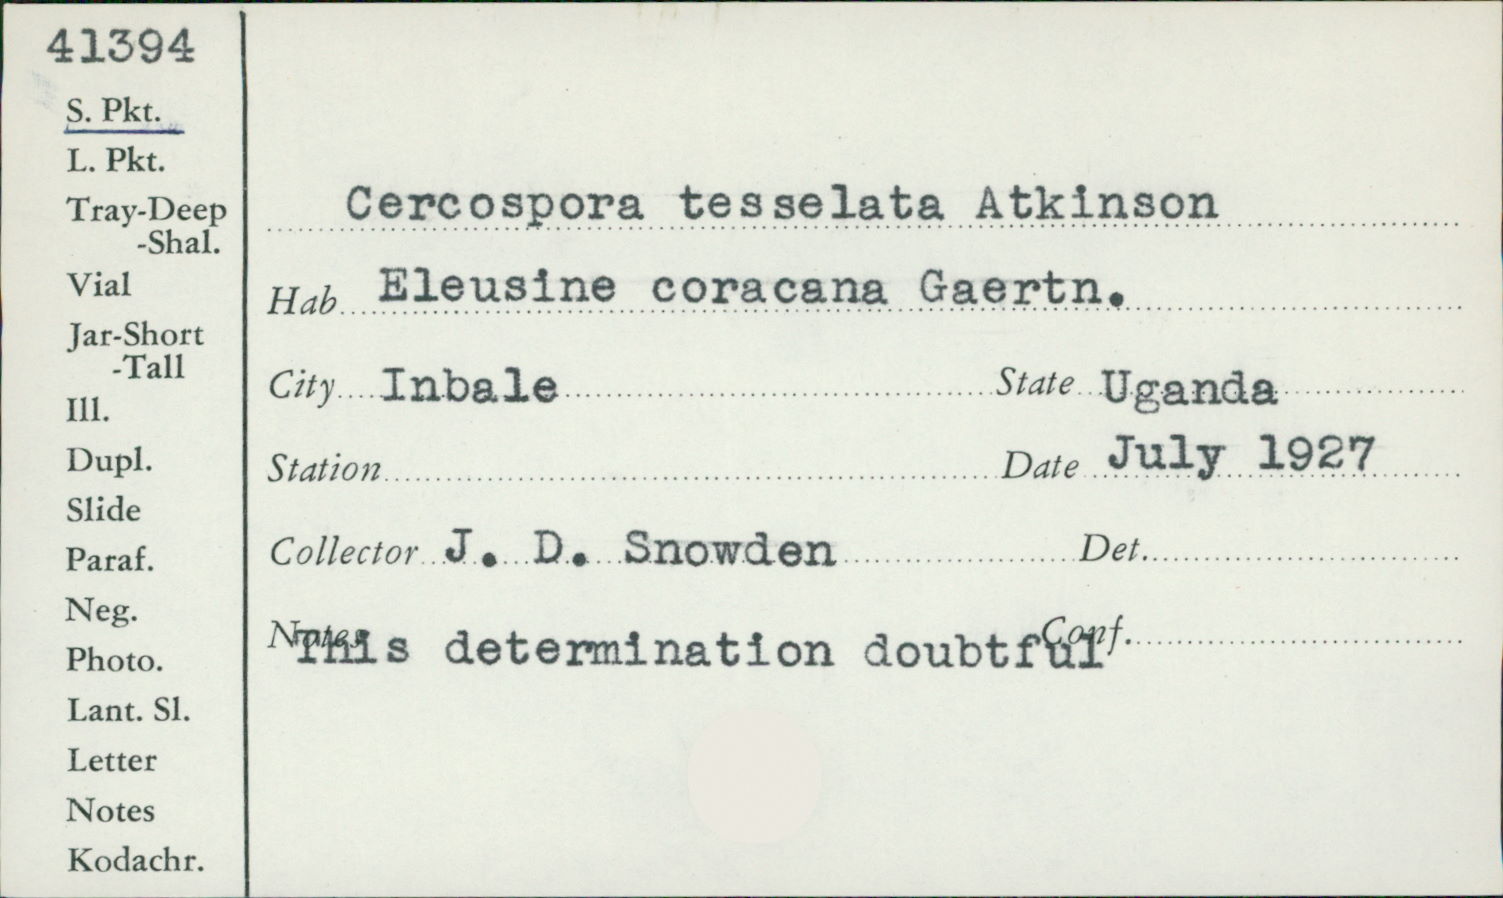 41394
S. Pkt.
L. Pkt.
Tray-Deep
-Shal.
Vial
Jar-Short
-Tall
Ill.
Dupl.
Slide
Paraf.
Neg.
Photo.
Lant. Sl.
Letter
Notes
Kodachr.
Cercospora tesselata Atkinson
Hab Eleusine coracana Gaertn.
City Inbale State Uganda
Station Date July 1927
Collector J. D. Snowden Det.
Notes Conf.
This determination doubtful